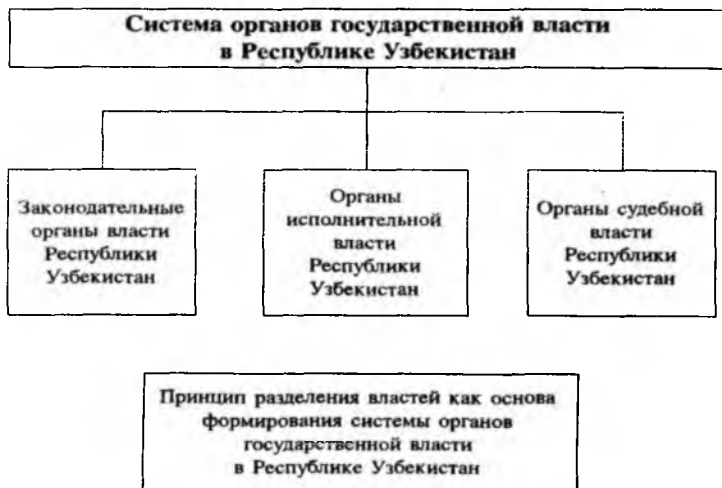 Система органов государственной власти
в Республике Узбекистан
Законодательные
органы власти
Республики
Узбекистан
Органы
исполнительной
власти
Республики
Узбекистан
Органы судебной
власти
Республики
Узбекистан
Принцип разделения властей как основа
формирования системы органов
государственной власти
в Республике Узбекистан